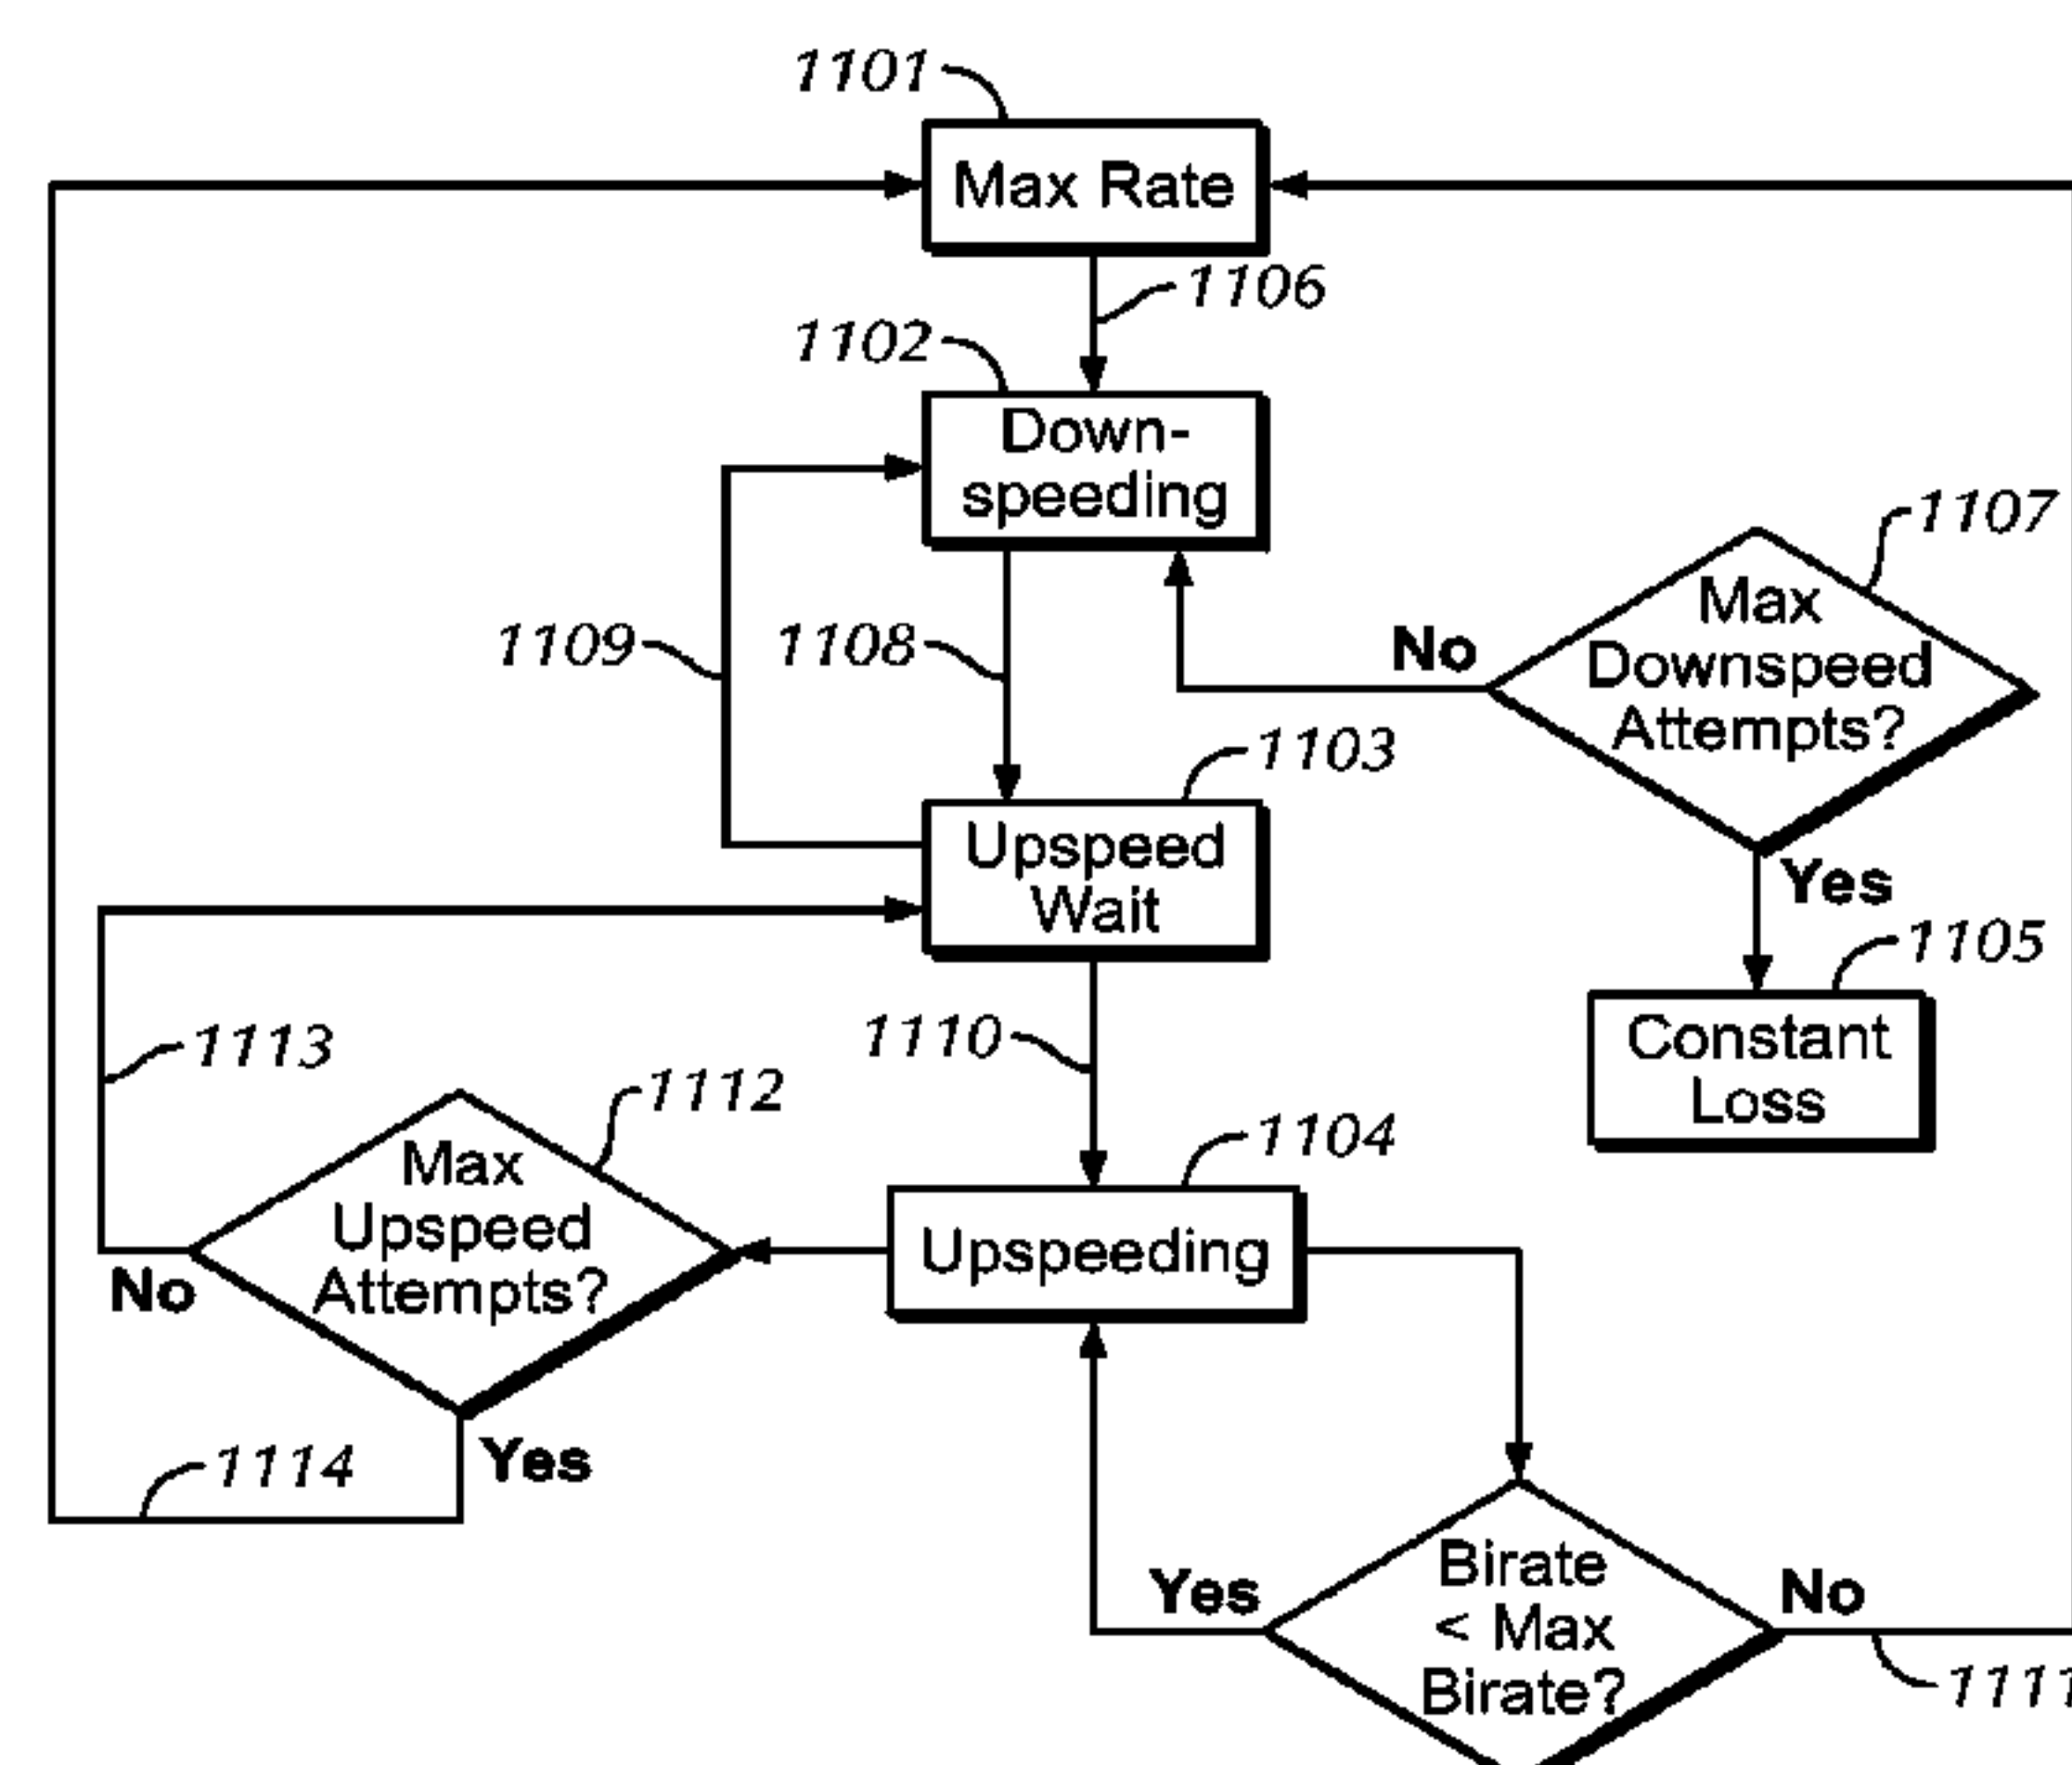 1101
Max Rate
1106
1102
Down-
speeding
1107
Max
Downspeed
Attempts?
No
Yes
1109
1108
1103
Upspeed
Wait
1105
Constant
Loss
1110
1113
1112
Max
Upspeed
Attempts?
No
Yes
1104
Upspeeding
1114
Birate
< Max
Birate?
Yes
No
1111